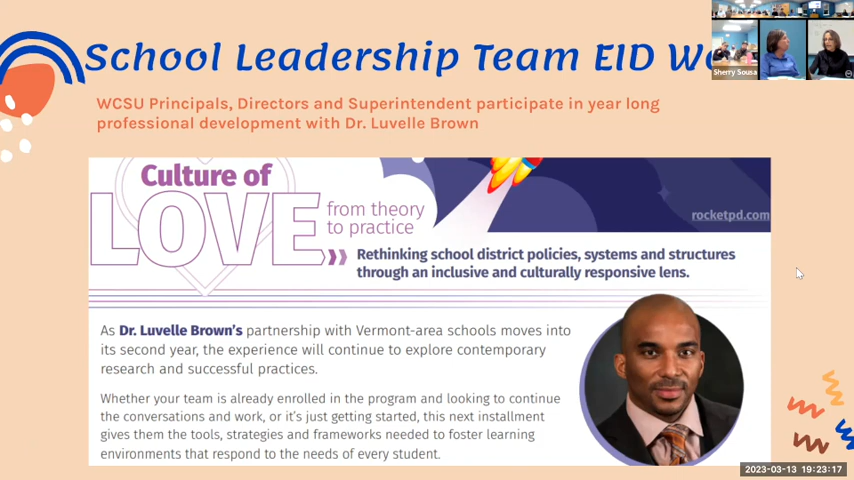 School Leadership Team EID
WCSU Principals, Directors and Superintendent participate in year long
professional development with Dr. Luvelle Brown
Culture of
LOVE
from theory
to practice
rocketpd.com
Rethinking school district policies, systems and structures
through an inclusive and culturally responsive lens.
As Dr. Luvelle Brown's partnership with Vermont-area schools moves into
its second year, the experience will continue to explore contemporary
research and successful practices.
Whether your team is already enrolled in the program and looking to continue
the conversations and work, or it's just getting started, this next installment
gives them the tools, strategies and frameworks needed to foster learning
environments that respond to the needs of every student.
Sherry Sousa
2023-03-13 19:23:17